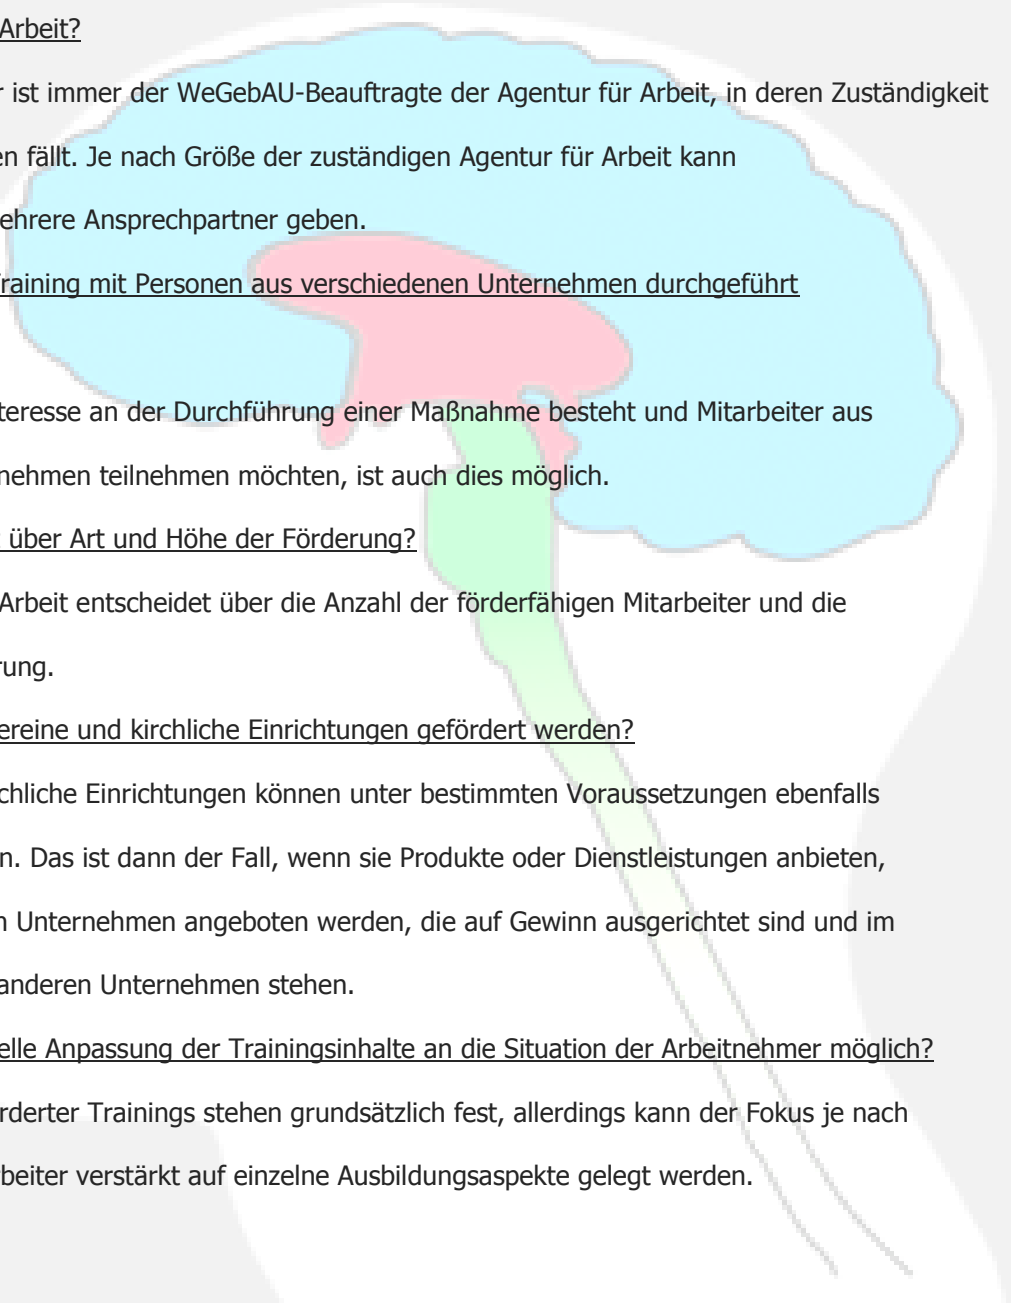 Arbeit?
r ist immer der WeGebAU-Beauftragte der Agentur für Arbeit, in deren Zuständigkeit
en fällt. Je nach Größe der zuständigen Agentur für Arbeit kann
ehrere Ansprechpartner geben.
Training mit Personen aus verschiedenen Unternehmen durchgeführt
teresse an der Durchführung einer Maßnahme besteht und Mitarbeiter aus
nehmen teilnehmen möchten, ist auch dies möglich.
t über Art und Höhe der Förderung?
Arbeit entscheidet über die Anzahl der förderfähigen Mitarbeiter und die
rung.
ereine und kirchliche Einrichtungen gefördert werden?
chliche Einrichtungen können unter bestimmten Voraussetzungen ebenfalls
n. Das ist dann der Fall, wenn sie Produkte oder Dienstleistungen anbieten,
n Unternehmen angeboten werden, die auf Gewinn ausgerichtet sind und im
anderen Unternehmen stehen.
elle Anpassung der Trainingsinhalte an die Situation der Arbeitnehmer möglich?
rderter Trainings stehen grundsätzlich fest, allerdings kann der Fokus je nach
rbeiter verstärkt auf einzelne Ausbildungsaspekte gelegt werden.